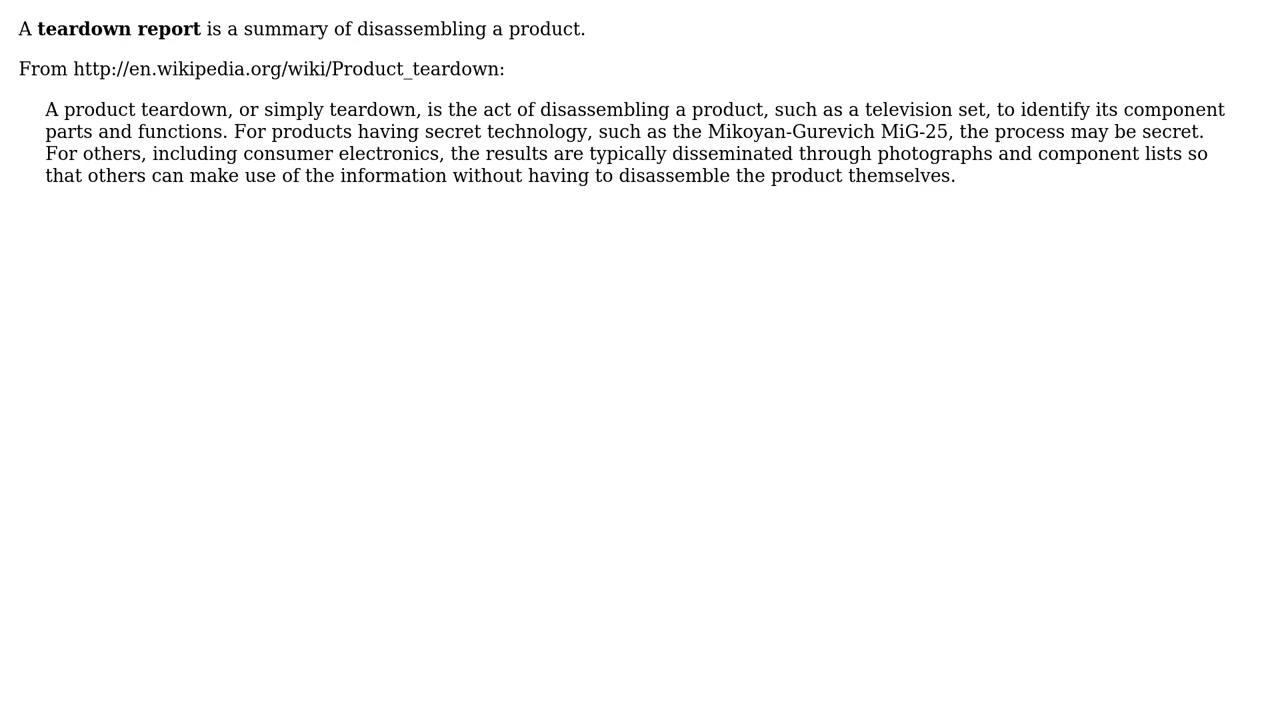 A teardown report is a summary of disassembling a product.
From http://en.wikipedia.org/wiki/Product_teardown:
A product teardown, or simply teardown, is the act of disassembling a product, such as a television set, to identify its component
parts and functions. For products having secret technology, such as the Mikoyan-Gurevich MiG-25, the process may be secret.
For others, including consumer electronics, the results are typically disseminated through photographs and component lists so
that others can make use of the information without having to disassemble the product themselves.